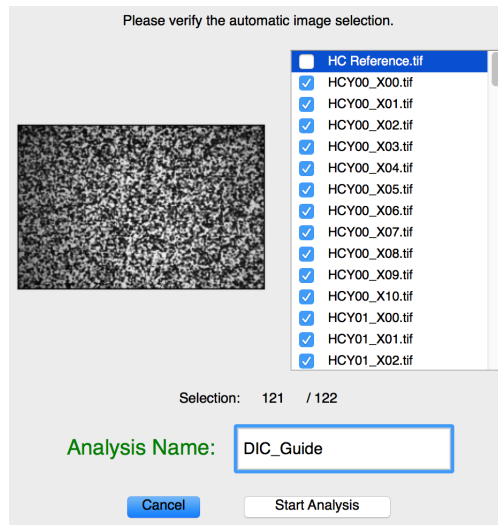 Please verify the automatic image selection.
HC Reference.tif
HCY00_X00.tif
HCY00_X01.tif
HCY00_X02.tif
HCY00_X03.tif
HCY00_X04.tif
HCY00_X05.tif
HCY00_X06.tif
HCY00_X07.tif
HCY00_X08.tif
HCY00_X09.tif
HCY00_X10.tif
HCY01_X00.tif
HCY01_X01.tif
HCY01_X02.tif
Selection: 121 / 122
Analysis Name: DIC_Guide
Cancel Start Analysis